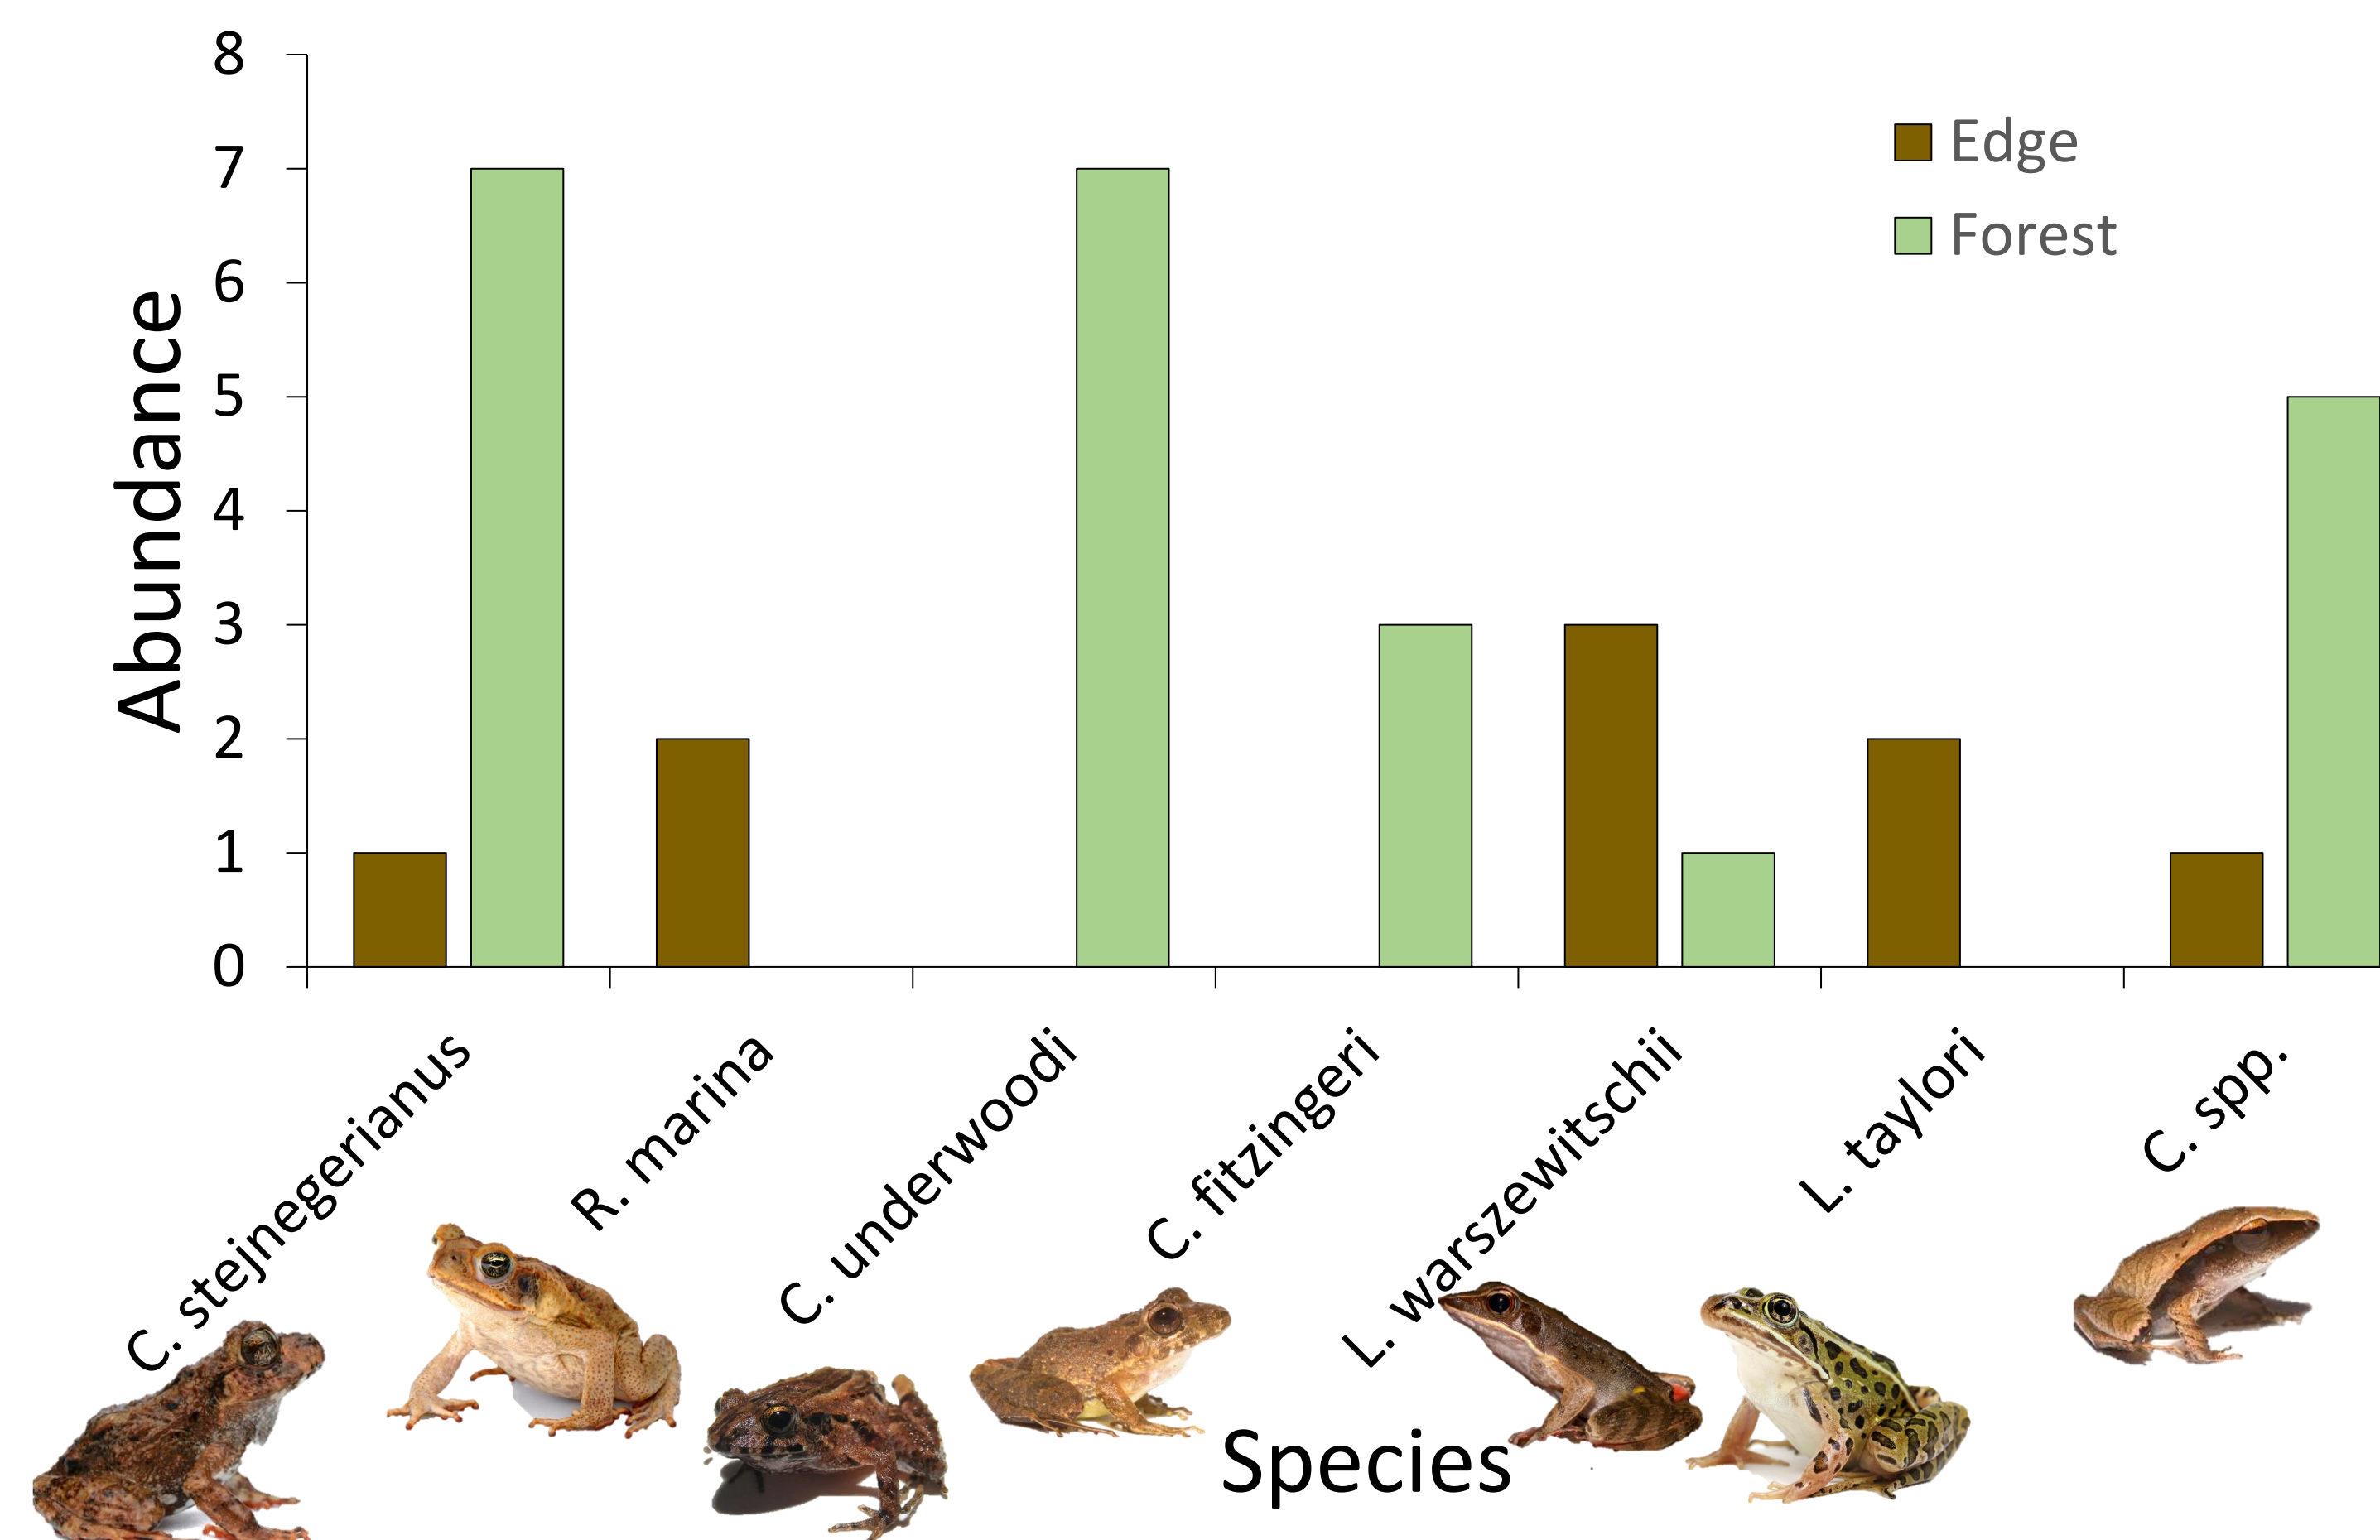 8
7
6
5
4
3
2
1
0
Abundance
Edge
Forest
C. stejnegerianus
R. marina
C. underwoodi
C. fitzingeri
L. warszewitschii
L. taylori
C. spp.
Species